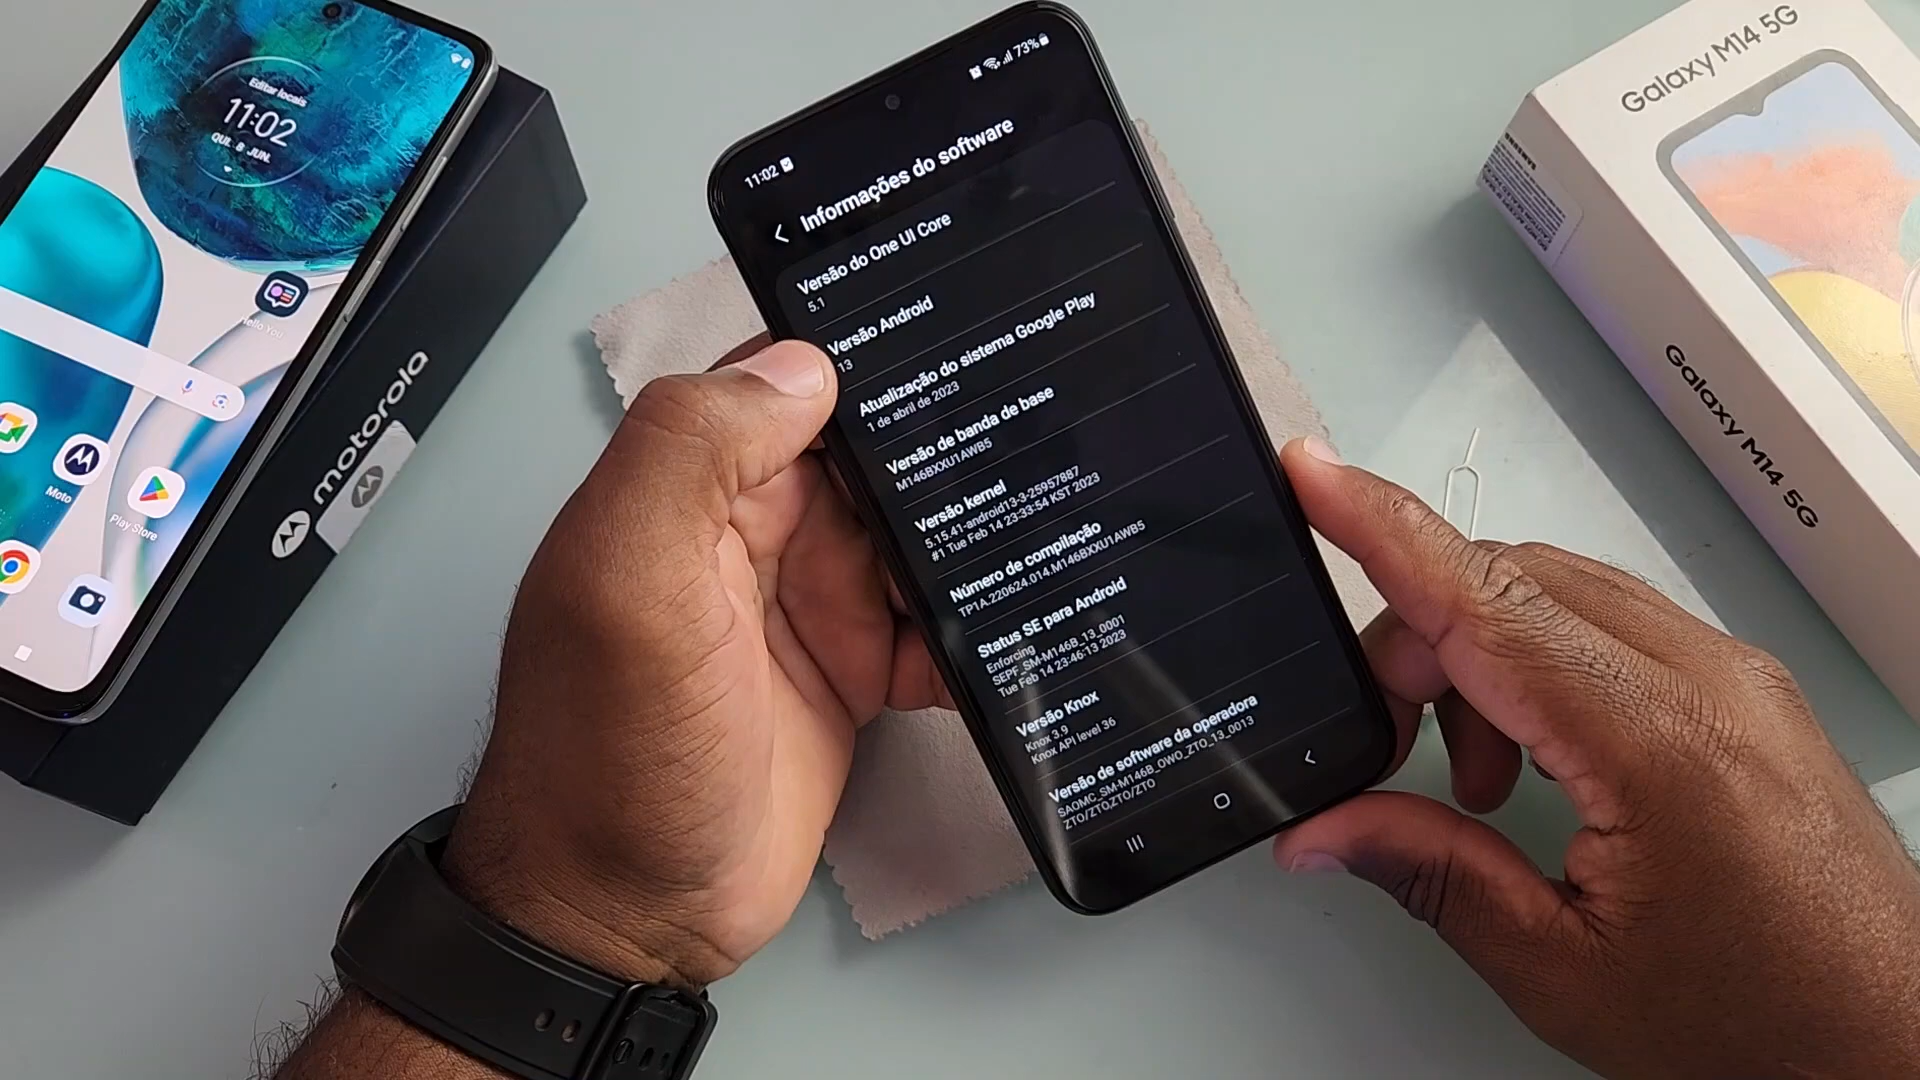 Editar locais
11:02
QUI. 8 JUN.
Hello You
Moto
Play Store
motorola
11:02
73%
Informações do software
Versão do One UI Core
5.1
Versão Android
13
Atualização do sistema Google Play
1 de abril de 2023
Versão de banda de base
M146BXXU1AWB5
Versão kernel
5.15.41-android13-3-25957887
#1 Tue Feb 14 23:33:54 KST 2023
Número de compilação
TP1A.220624.014.M146BXXU1AWB5
Status SE para Android
Enforcing
SEPF_SM-M146B_13_0001
Tue Feb 14 23:46:13 2023
Versão Knox
Knox 3.9
Knox API level 36
Versão de software da operadora
SAOMC_SM-M146B_OWO_ZTO_13_0013
ZTO/ZTO,ZTO/ZTO
Galaxy M14 5G
SAMSUNG
Galaxy M14 5G